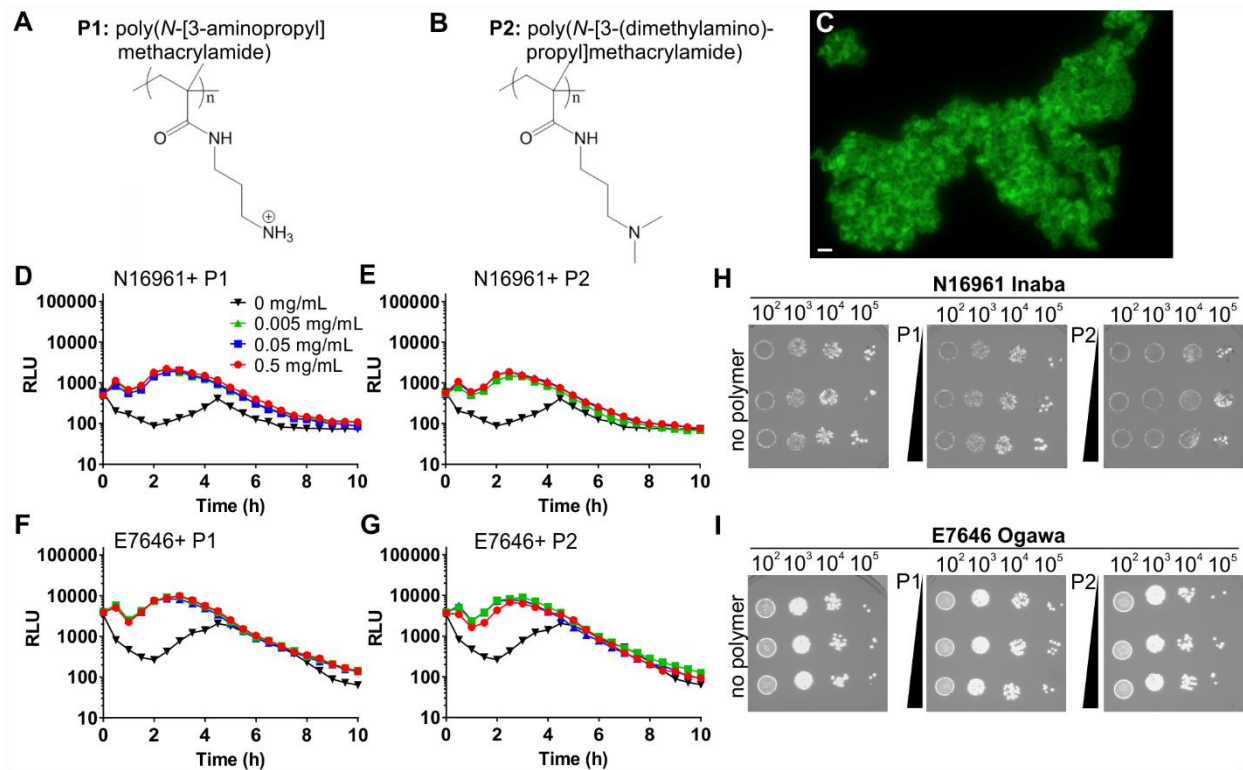 A
P1: poly(N-[3-aminopropyl]
methacrylamide)
n
O
NH
⊕
NH3
B
P2: poly(N-[3-(dimethylamino)-
propyl]methacrylamide)
n
O
NH
N
C
D
N16961+ P1
100000
10000
1000
100
10
RLU
0 mg/mL
0.005 mg/mL
0.05 mg/mL
0.5 mg/mL
0 2 4 6 8 10
Time (h)
E
N16961+ P2
100000
10000
1000
100
10
RLU
0 2 4 6 8 10
Time (h)
F
E7646+ P1
100000
10000
1000
100
10
RLU
0 2 4 6 8 10
Time (h)
G
E7646+ P2
100000
10000
1000
100
10
RLU
0 2 4 6 8 10
Time (h)
H
N16961 Inaba
10² 10³ 10⁴ 10⁵ 10² 10³ 10⁴ 10⁵ 10² 10³ 10⁴ 10⁵
no polymer
P1
P2
I
E7646 Ogawa
10² 10³ 10⁴ 10⁵ 10² 10³ 10⁴ 10⁵ 10² 10³ 10⁴ 10⁵
no polymer
P1
P2